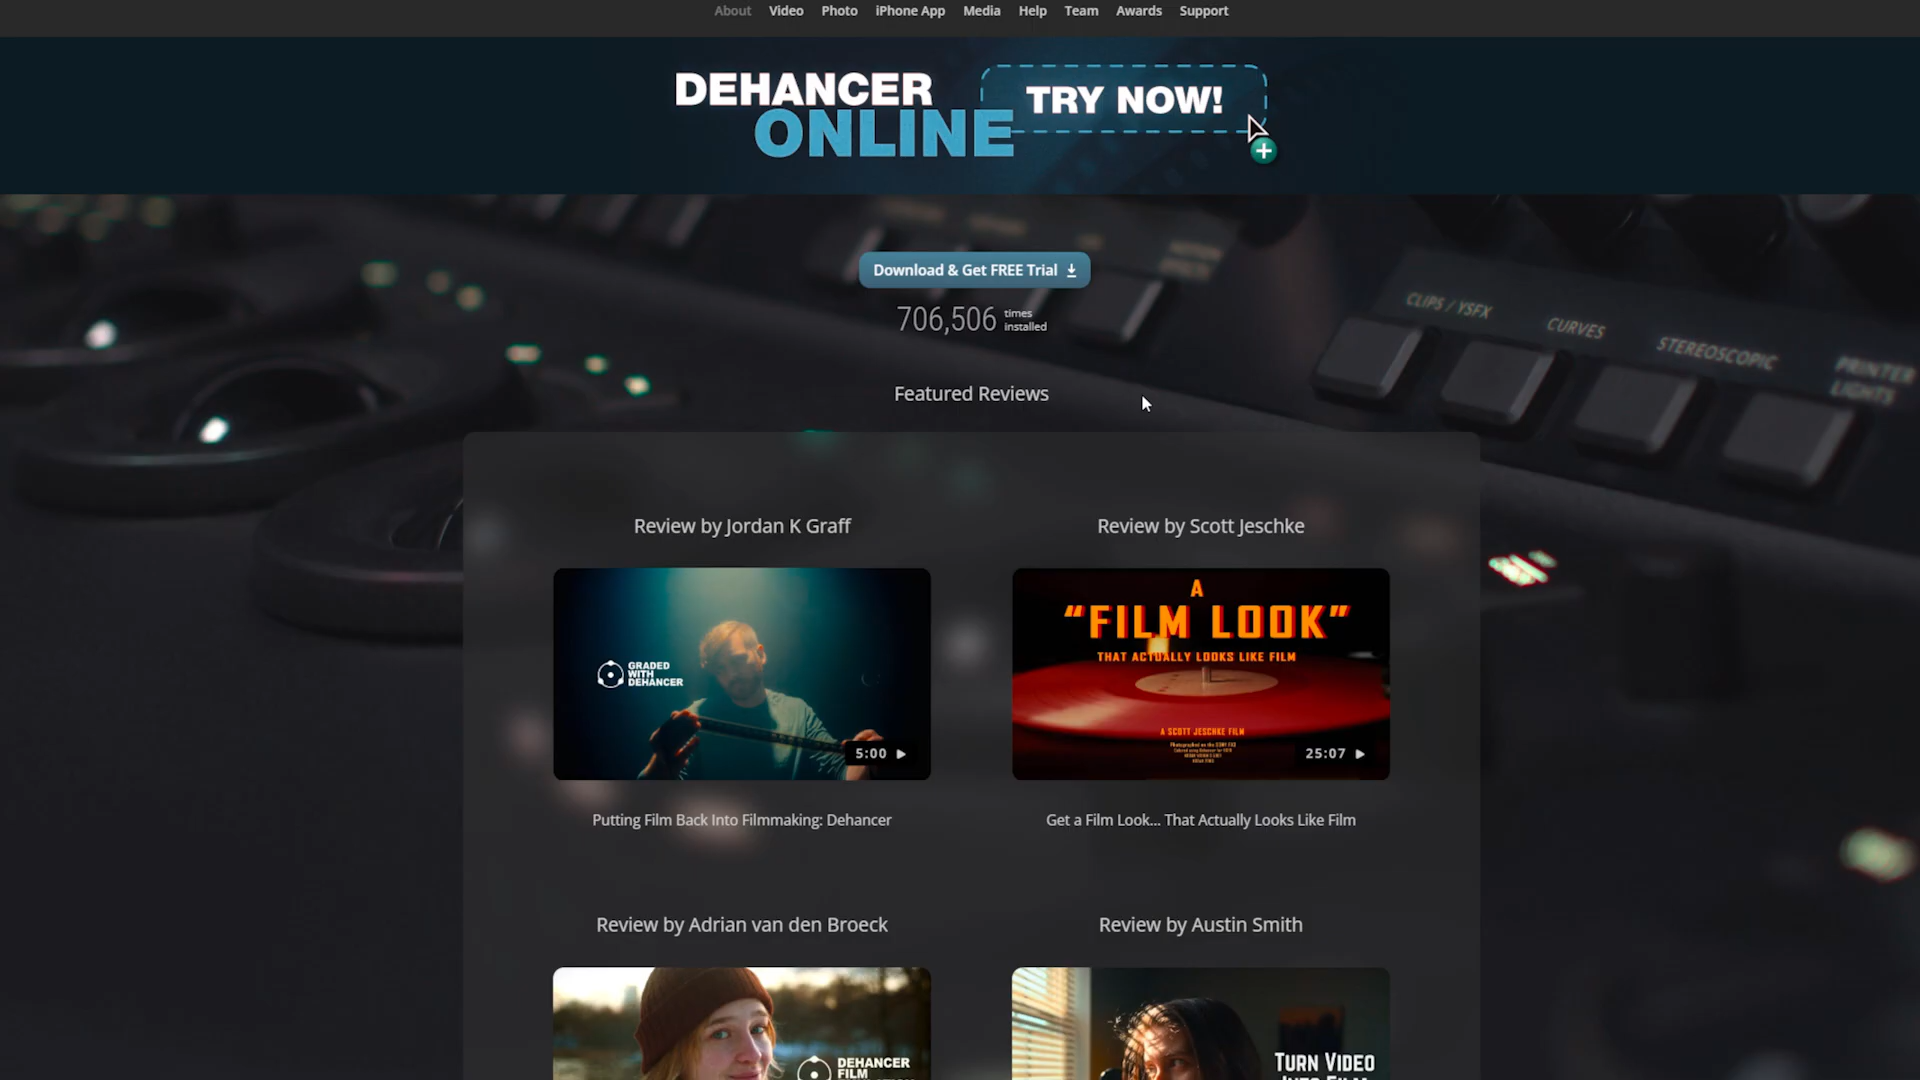 About Video Photo iPhone App Media Help Team Awards Support
DEHANCER
ONLINE
TRY NOW!
Download & Get FREE Trial
706,506 times installed
CLIPS / YSFX
CURVES
STEREOSCOPIC
PRINTER
LIGHTS
Featured Reviews
Review by Jordan K Graff
Review by Scott Jeschke
GRADED
WITH
DEHANCER
5:00
A
“FILM LOOK”
THAT ACTUALLY LOOKS LIKE FILM
A SCOTT JESCHKE FILM
25:07
Putting Film Back Into Filmmaking: Dehancer
Get a Film Look... That Actually Looks Like Film
Review by Adrian van den Broeck
Review by Austin Smith
DEHANCER
FILM
TURN VIDEO